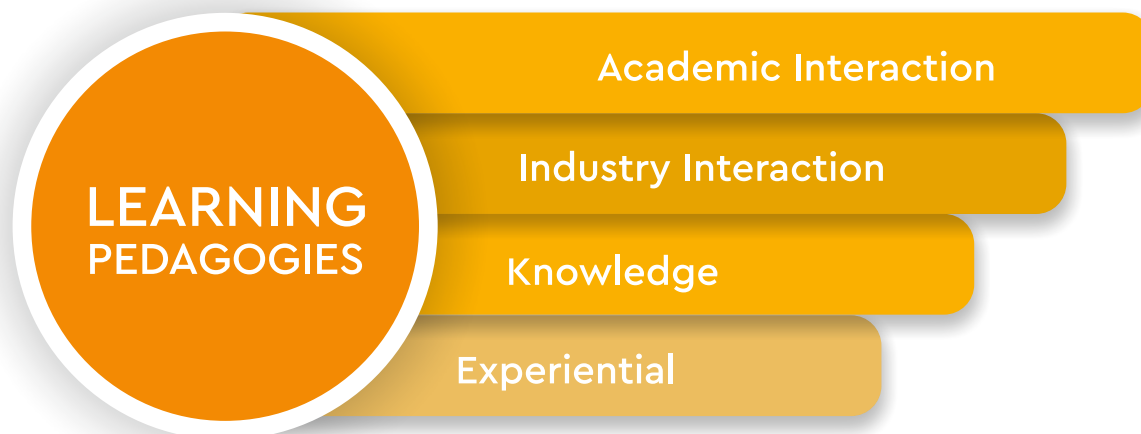 LEARNING
PEDAGOGIES
Academic Interaction
Industry Interaction
Knowledge
Experiential